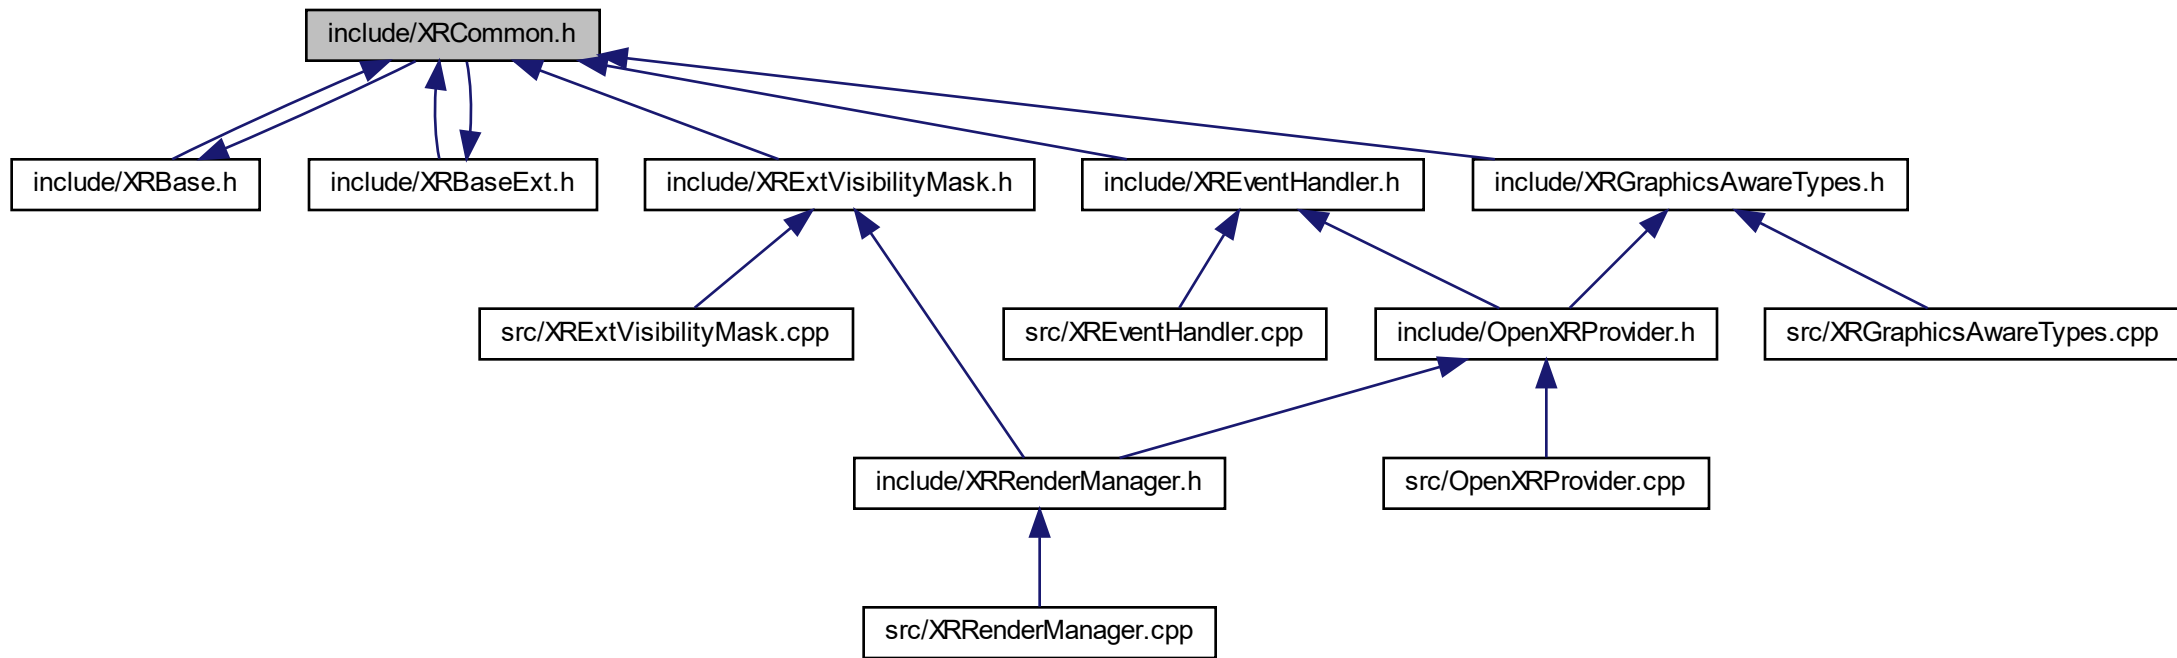 include/XRCommon.h
include/XRBase.h
include/XRBaseExt.h
include/XRExtVisibilityMask.h
include/XREventHandler.h
include/XRGraphicsAwareTypes.h
src/XRExtVisibilityMask.cpp
src/XREventHandler.cpp
include/OpenXRProvider.h
src/XRGraphicsAwareTypes.cpp
include/XRRenderManager.h
src/OpenXRProvider.cpp
src/XRRenderManager.cpp